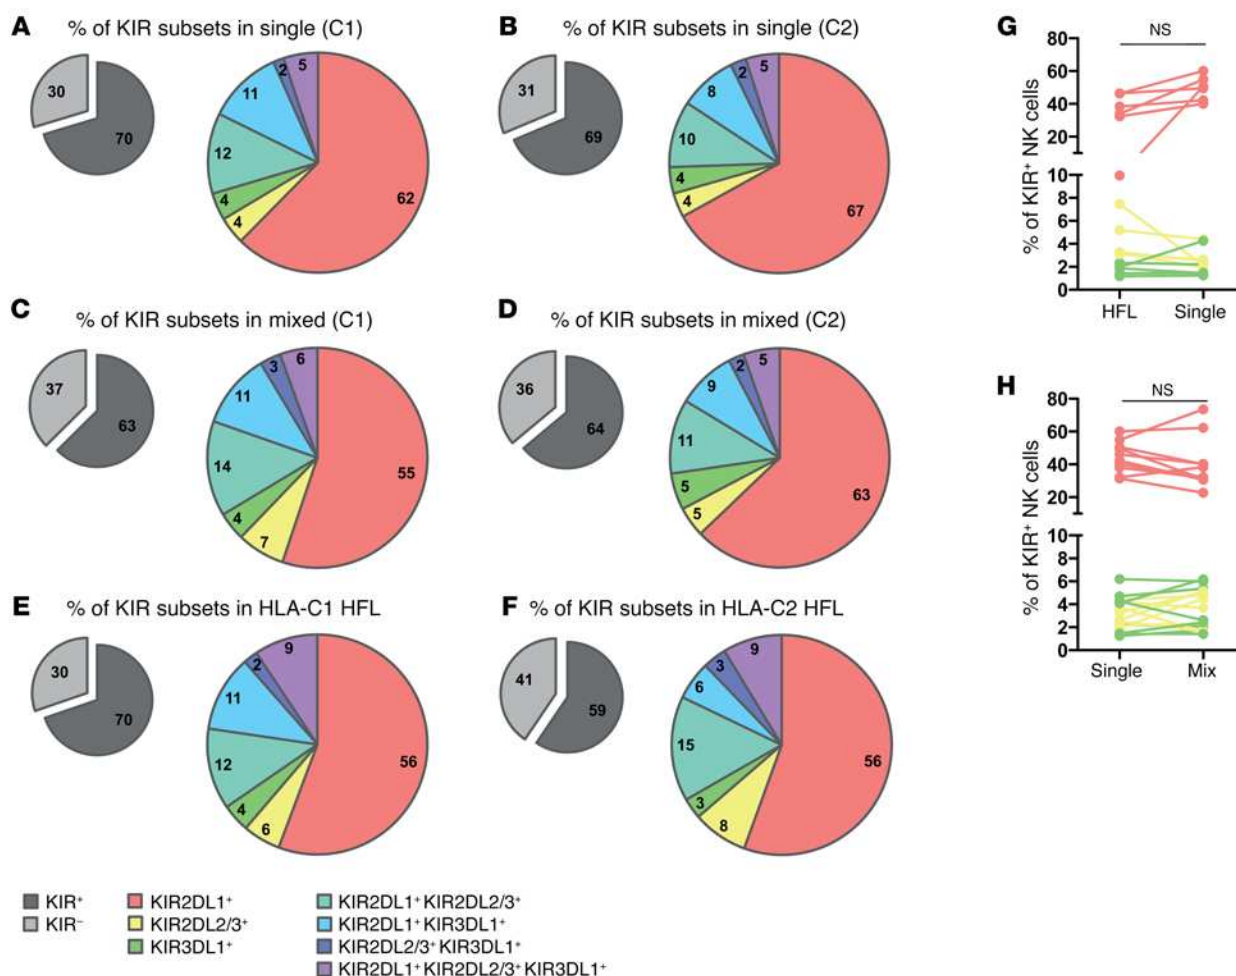 A
% of KIR subsets in single (C1)
30
70
11
2
5
12
4
4
62
B
% of KIR subsets in single (C2)
31
69
8
2
5
10
4
4
67
C
% of KIR subsets in mixed (C1)
37
63
11
3
6
14
4
7
55
D
% of KIR subsets in mixed (C2)
36
64
9
2
5
11
5
5
63
E
% of KIR subsets in HLA-C1 HFL
30
70
11
2
9
12
4
6
56
F
% of KIR subsets in HLA-C2 HFL
41
59
6
3
9
15
3
8
56
KIR⁺
KIR⁻
KIR2DL1⁺
KIR2DL2/3⁺
KIR3DL1⁺
KIR2DL1⁺ KIR2DL2/3⁺
KIR2DL1⁺ KIR3DL1⁺
KIR2DL2/3⁺ KIR3DL1⁺
KIR2DL1⁺ KIR2DL2/3⁺ KIR3DL1⁺
G
NS
% of KIR⁺ NK cells
80
60
40
20
10
8
6
4
2
0
HFL Single
H
NS
% of KIR⁺ NK cells
80
60
40
20
10
8
6
4
2
0
Single Mix